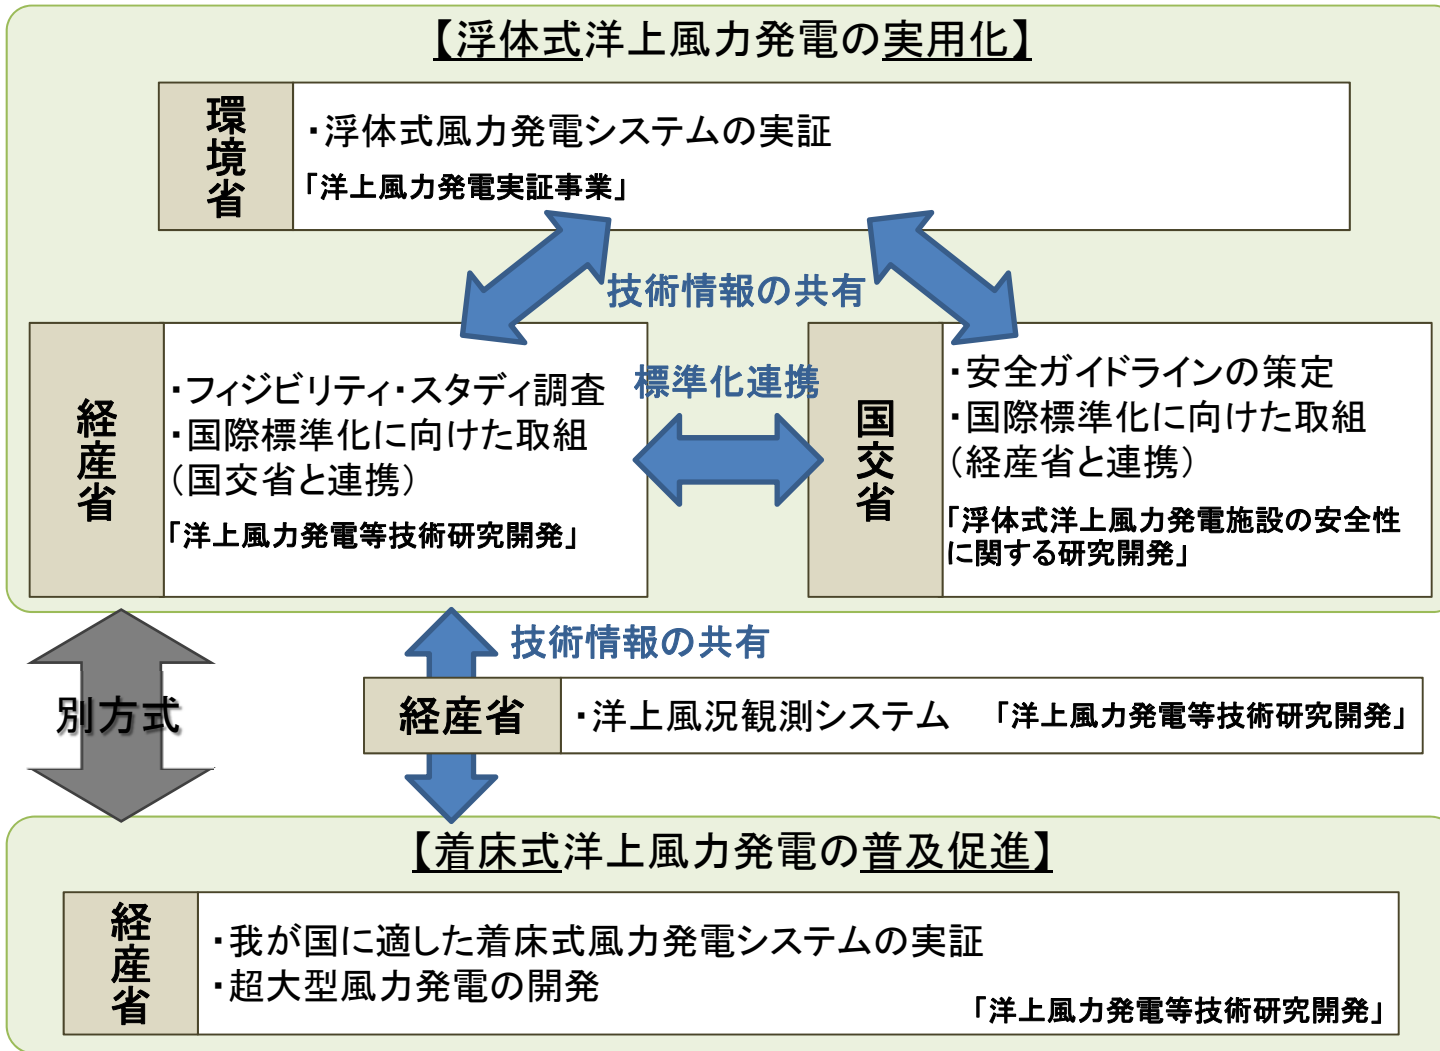 【浮体式洋上風力発電の実用化】
環境省
・浮体式風力発電システムの実証
「洋上風力発電実証事業」
技術情報の共有
経産省
・フィジビリティ・スタディ調査
・国際標準化に向けた取組
（国交省と連携）
「洋上風力発電等技術研究開発」
標準化連携
国交省
・安全ガイドラインの策定
・国際標準化に向けた取組
（経産省と連携）
「浮体式洋上風力発電施設の安全性
に関する研究開発」
別方式
技術情報の共有
経産省
・洋上風況観測システム 「洋上風力発電等技術研究開発」
【着床式洋上風力発電の普及促進】
経産省
・我が国に適した着床式風力発電システムの実証
・超大型風力発電の開発
「洋上風力発電等技術研究開発」